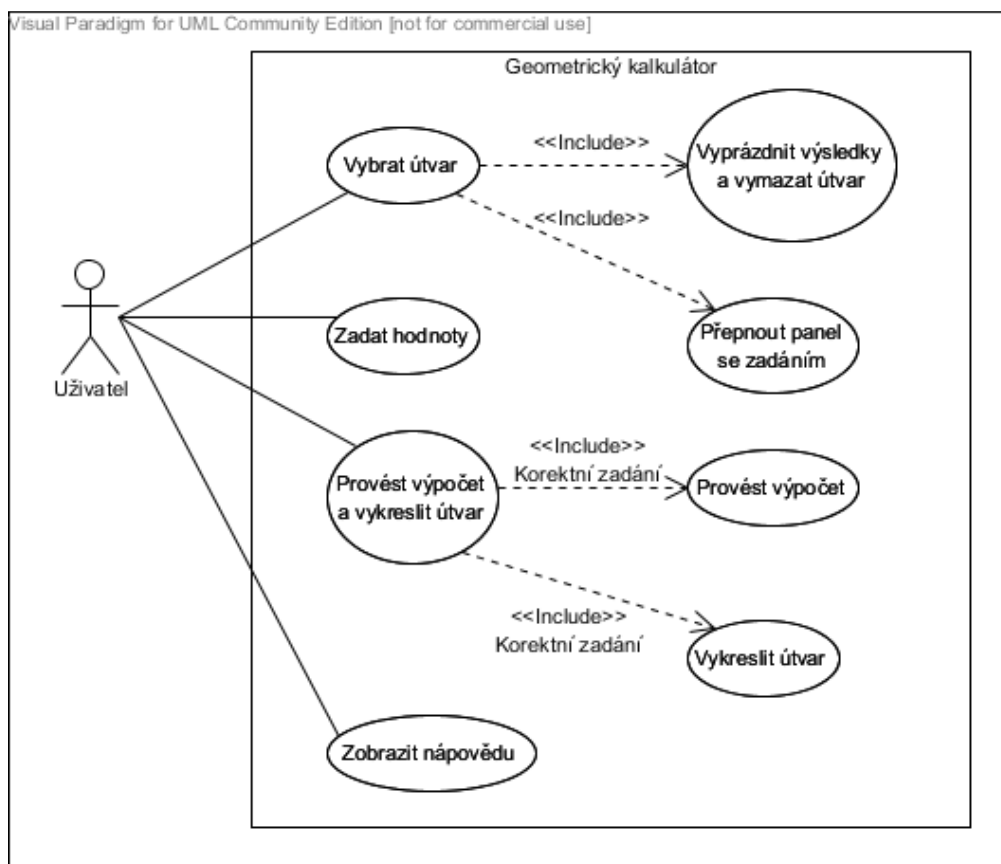 Visual Paradigm for UML Community Edition [not for commercial use]
Geometrický kalkulátor
Vybrat útvar
<<Include>>
Vyprázdnit výsledky
a vymazat útvar
<<Include>>
Uživatel
Zadat hodnoty
Přepnout panel
se zadáním
Provést výpočet
a vykreslit útvar
<<Include>>
Korektní zadání
Provést výpočet
<<Include>>
Korektní zadání
Vykreslit útvar
Zobrazit nápovědu